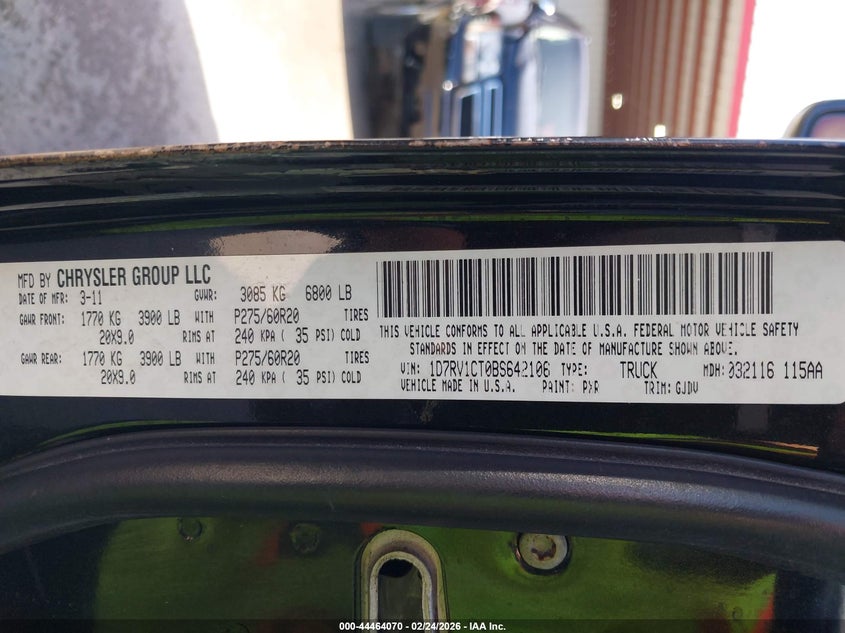 MFD BY CHRYSLER GROUP LLC
DATE OF MFR: 3-11 GVWR: 3085 KG 6800 LB
GAWR FRONT: 1770 KG 3900 LB WITH P275/60R20 TIRES
20X9.0 RIMS AT 240 KPA ( 35 PSI) COLD
GAWR REAR: 1770 KG 3900 LB WITH P275/60R20 TIRES
20X9.0 RIMS AT 240 KPA ( 35 PSI) COLD
THIS VEHICLE CONFORMS TO ALL APPLICABLE U.S.A. FEDERAL MOTOR VEHICLE SAFETY
STANDARDS IN EFFECT ON THE DATE OF MANUFACTURE SHOWN ABOVE.
VIN: 1D7RV1CT0BS642106 TYPE: TRUCK MDH: 032116 115AA
VEHICLE MADE IN U.S.A. PAINT: PXR TRIM: GJDV
000-44464070 - 02/24/2026 - IAA Inc.